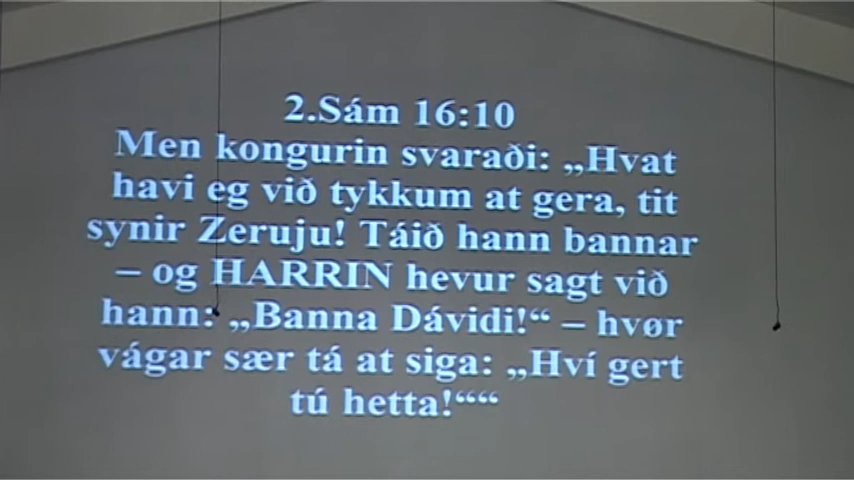 2.Sám 16:10
Men kongurin svaraði: „Hvat
havi eg við tykkum at gera, tit
synir Zeruju! Táið hann bannar
– og HARRIN hevur sagt við
hann: „Banna Dávidi!“ – hvør
vágar sær tá at siga: „Hví gert
tú hetta!““